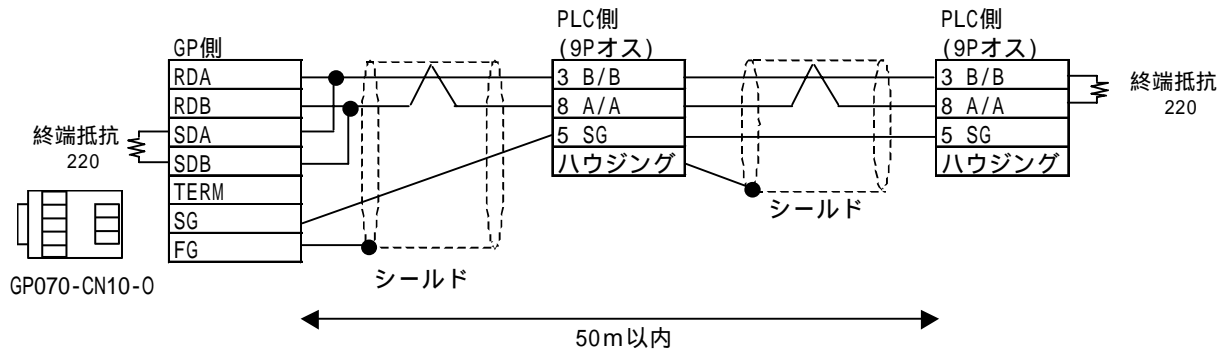 GP側
RDA
RDB
SDA
SDB
TERM
SG
FG
終端抵抗
220
GP070-CN10-O
シールド
PLC側
(9Pオス)
3 B/B
8 A/A
5 SG
ハウジング
シールド
PLC側
(9Pオス)
3 B/B
8 A/A
5 SG
ハウジング
終端抵抗
220
50m以内